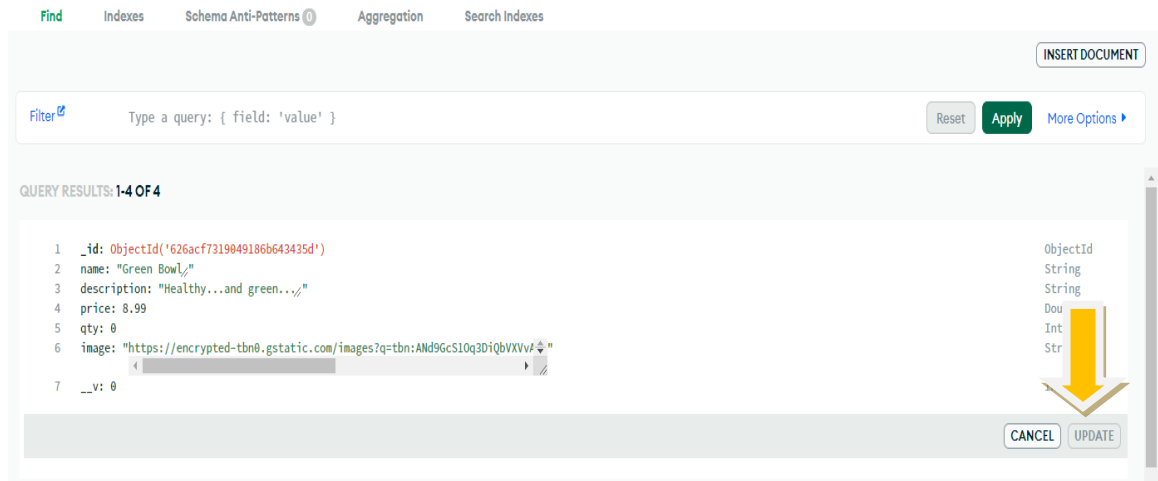 Find Indexes Schema Anti-Patterns 0 Aggregation Search Indexes
INSERT DOCUMENT
Filter Type a query: { field: 'value' } Reset Apply More Options
QUERY RESULTS: 1-4 OF 4
1 _id: ObjectId('626acf7319049186b643435d') ObjectId
2 name: "Green Bowl" String
3 description: "Healthy...and green..." String
4 price: 8.99
5 qty: 0
6 image: "https://encrypted-tbn0.gstatic.com/images?q=tbn:ANd9GcSlOq3DiQbVXVvA"
7 __v: 0
CANCEL UPDATE